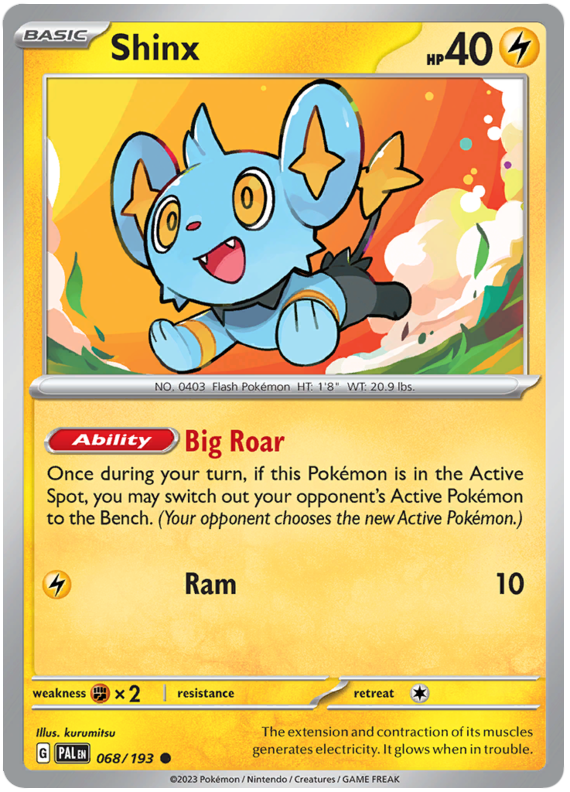 BASIC Shinx HP40
NO. 0403 Flash Pokémon HT: 1'8" WT: 20.9 lbs.
Ability Big Roar
Once during your turn, if this Pokémon is in the Active
Spot, you may switch out your opponent's Active Pokémon
to the Bench. (Your opponent chooses the new Active Pokémon.)
Ram 10
weakness ×2 resistance retreat
Illus. kurumitsu
G PAL EN 068/193
The extension and contraction of its muscles
generates electricity. It glows when in trouble.
©2023 Pokémon / Nintendo / Creatures / GAME FREAK